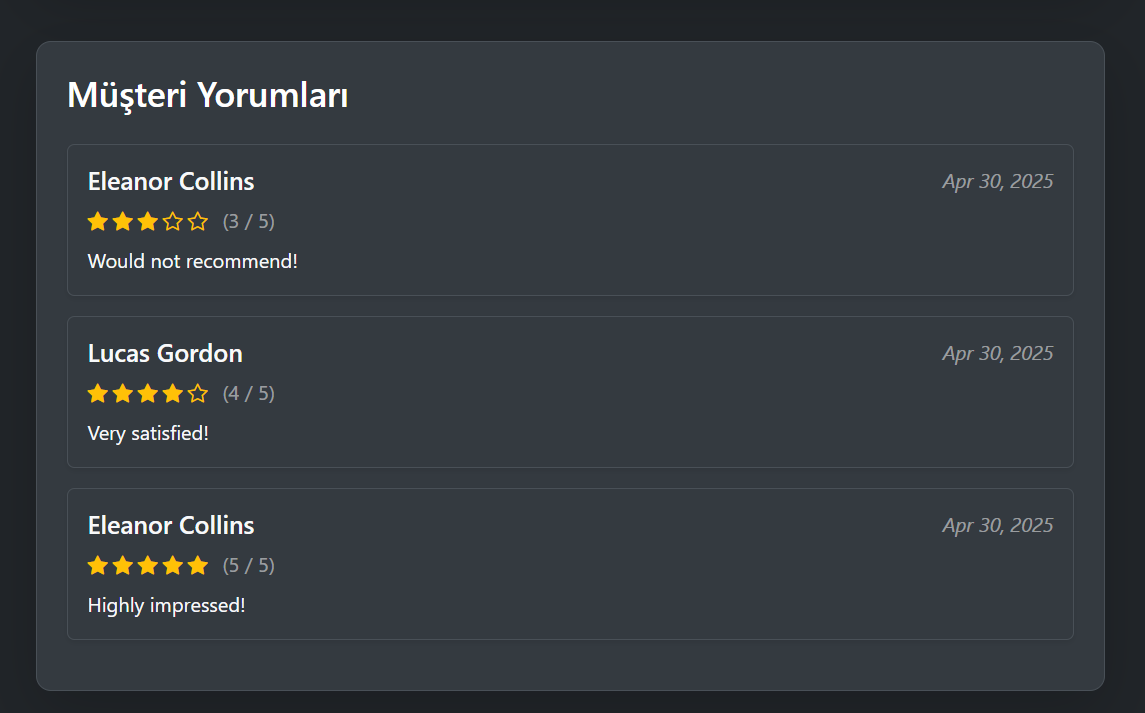 Müşteri Yorumları
Eleanor Collins
Apr 30, 2025
(3 / 5)
Would not recommend!
Lucas Gordon
Apr 30, 2025
(4 / 5)
Very satisfied!
Eleanor Collins
Apr 30, 2025
(5 / 5)
Highly impressed!